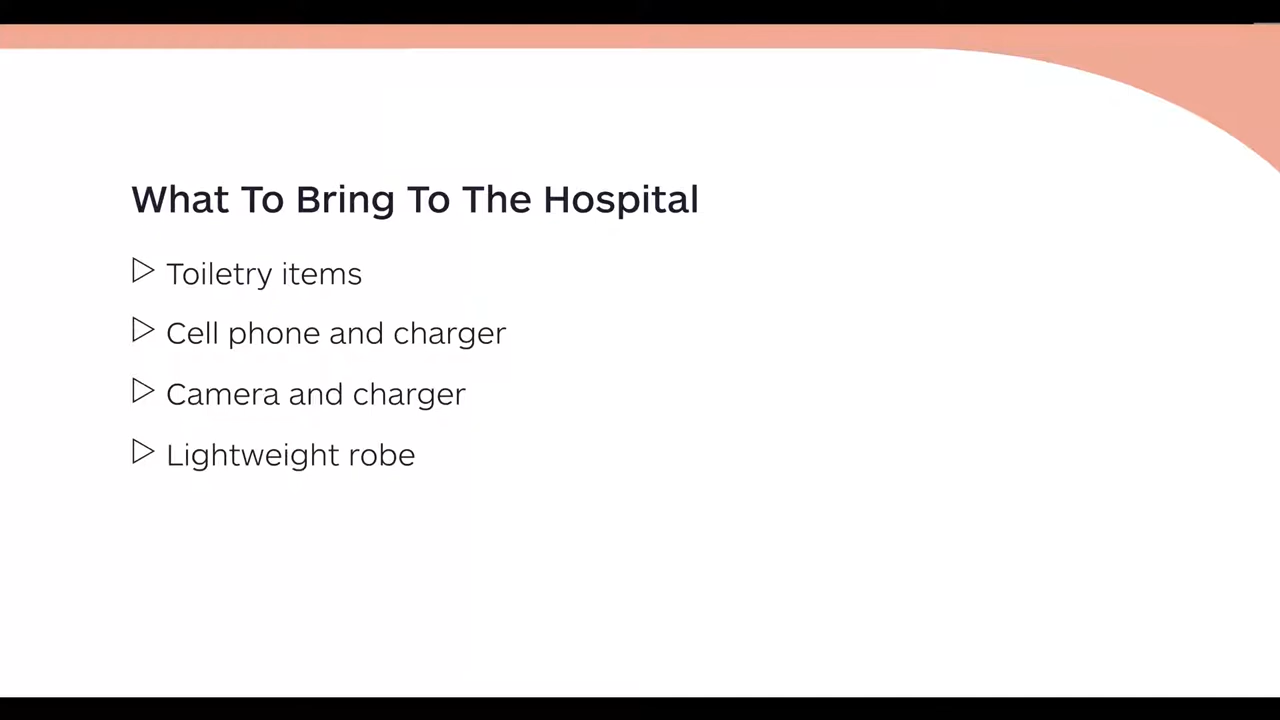 What To Bring To The Hospital
Toiletry items
Cell phone and charger
Camera and charger
Lightweight robe